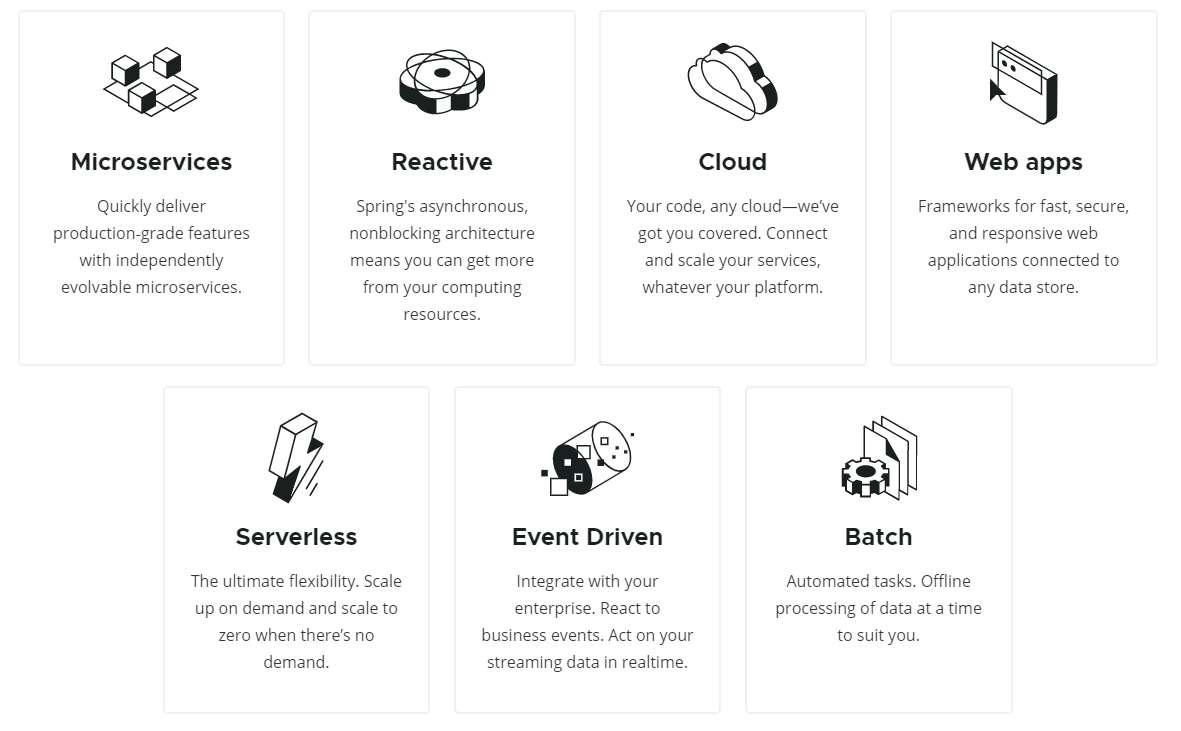 Microservices
Quickly deliver
production-grade features
with independently
evolvable microservices.
Reactive
Spring's asynchronous,
nonblocking architecture
means you can get more
from your computing
resources.
Cloud
Your code, any cloud—we’ve
got you covered. Connect
and scale your services,
whatever your platform.
Web apps
Frameworks for fast, secure,
and responsive web
applications connected to
any data store.
Serverless
The ultimate flexibility. Scale
up on demand and scale to
zero when there’s no
demand.
Event Driven
Integrate with your
enterprise. React to
business events. Act on your
streaming data in realtime.
Batch
Automated tasks. Offline
processing of data at a time
to suit you.